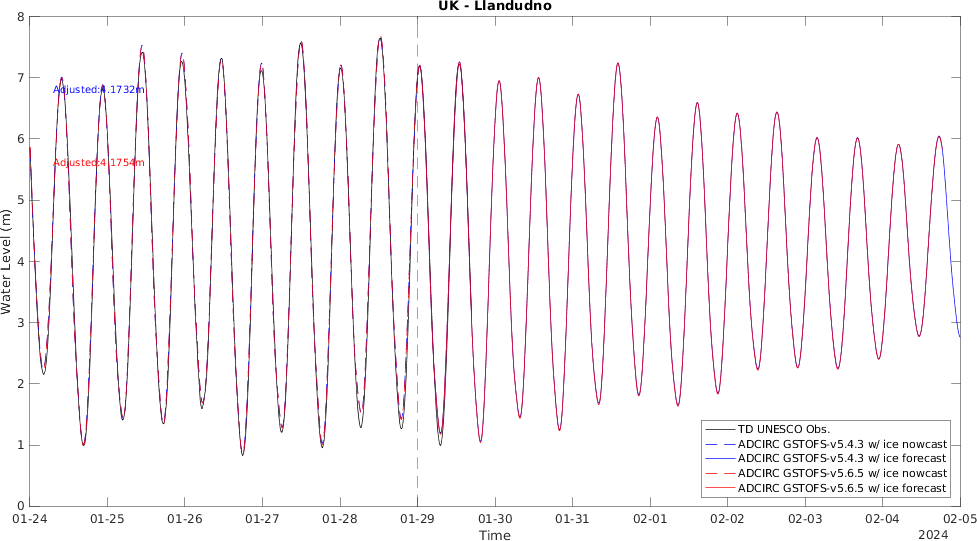 UK - Llandudno
8
7
6
5
4
3
2
1
0
Water Level (m)
Adjusted:4.1732m
Adjusted:4.1754m
TD UNESCO Obs.
ADCIRC GSTOFS-v5.4.3 w/ ice nowcast
ADCIRC GSTOFS-v5.4.3 w/ ice forecast
ADCIRC GSTOFS-v5.6.5 w/ ice nowcast
ADCIRC GSTOFS-v5.6.5 w/ ice forecast
01-24 01-25 01-26 01-27 01-28 01-29 01-30 01-31 02-01 02-02 02-03 02-04 02-05
Time
2024